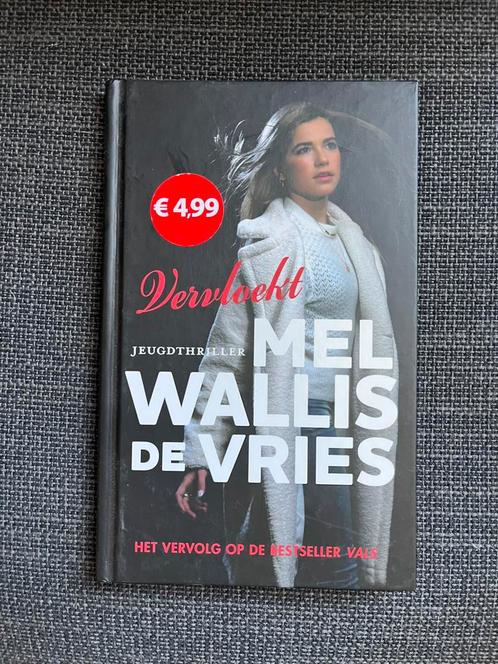 € 4,99
Vervloekt
JEUGDTHRILLER
MEL
WALLIS
DE VRIES
HET VERVOLG OP DE BESTSELLER VALS